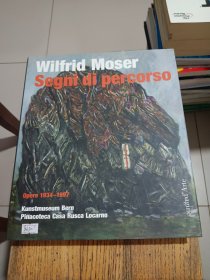 Wilfrid Moser
Segni di percorso
Opere 1934–1997
Kunstmuseum Bern
Pinacoteca Casa Rusca Locarno